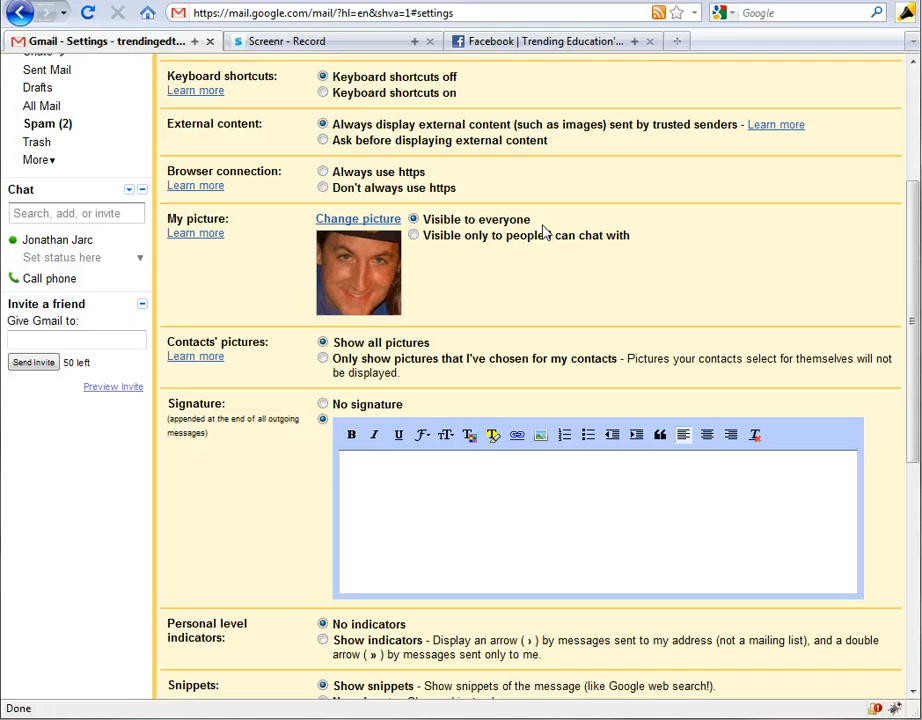 https://mail.google.com/mail/?hl=en&shva=1#settings
Google
Gmail - Settings - trendingedt...
Screenr - Record
Facebook | Trending Education'...
Sent Mail
Drafts
All Mail
Spam (2)
Trash
More▾
Chat
Search, add, or invite
Jonathan Jarc
Set status here
Call phone
Invite a friend
Give Gmail to:
Send Invite 50 left
Preview Invite
Keyboard shortcuts:
Learn more
Keyboard shortcuts off
Keyboard shortcuts on
External content:
Always display external content (such as images) sent by trusted senders - Learn more
Ask before displaying external content
Browser connection:
Learn more
Always use https
Don't always use https
My picture:
Learn more
Change picture
Visible to everyone
Visible only to people can chat with
Contacts' pictures:
Learn more
Show all pictures
Only show pictures that I've chosen for my contacts - Pictures your contacts select for themselves will not
be displayed.
Signature:
(appended at the end of all outgoing
messages)
No signature
B I U
Personal level
indicators:
No indicators
Show indicators - Display an arrow ( › ) by messages sent to my address (not a mailing list), and a double
arrow ( » ) by messages sent only to me.
Snippets:
Show snippets - Show snippets of the message (like Google web search!).
Done